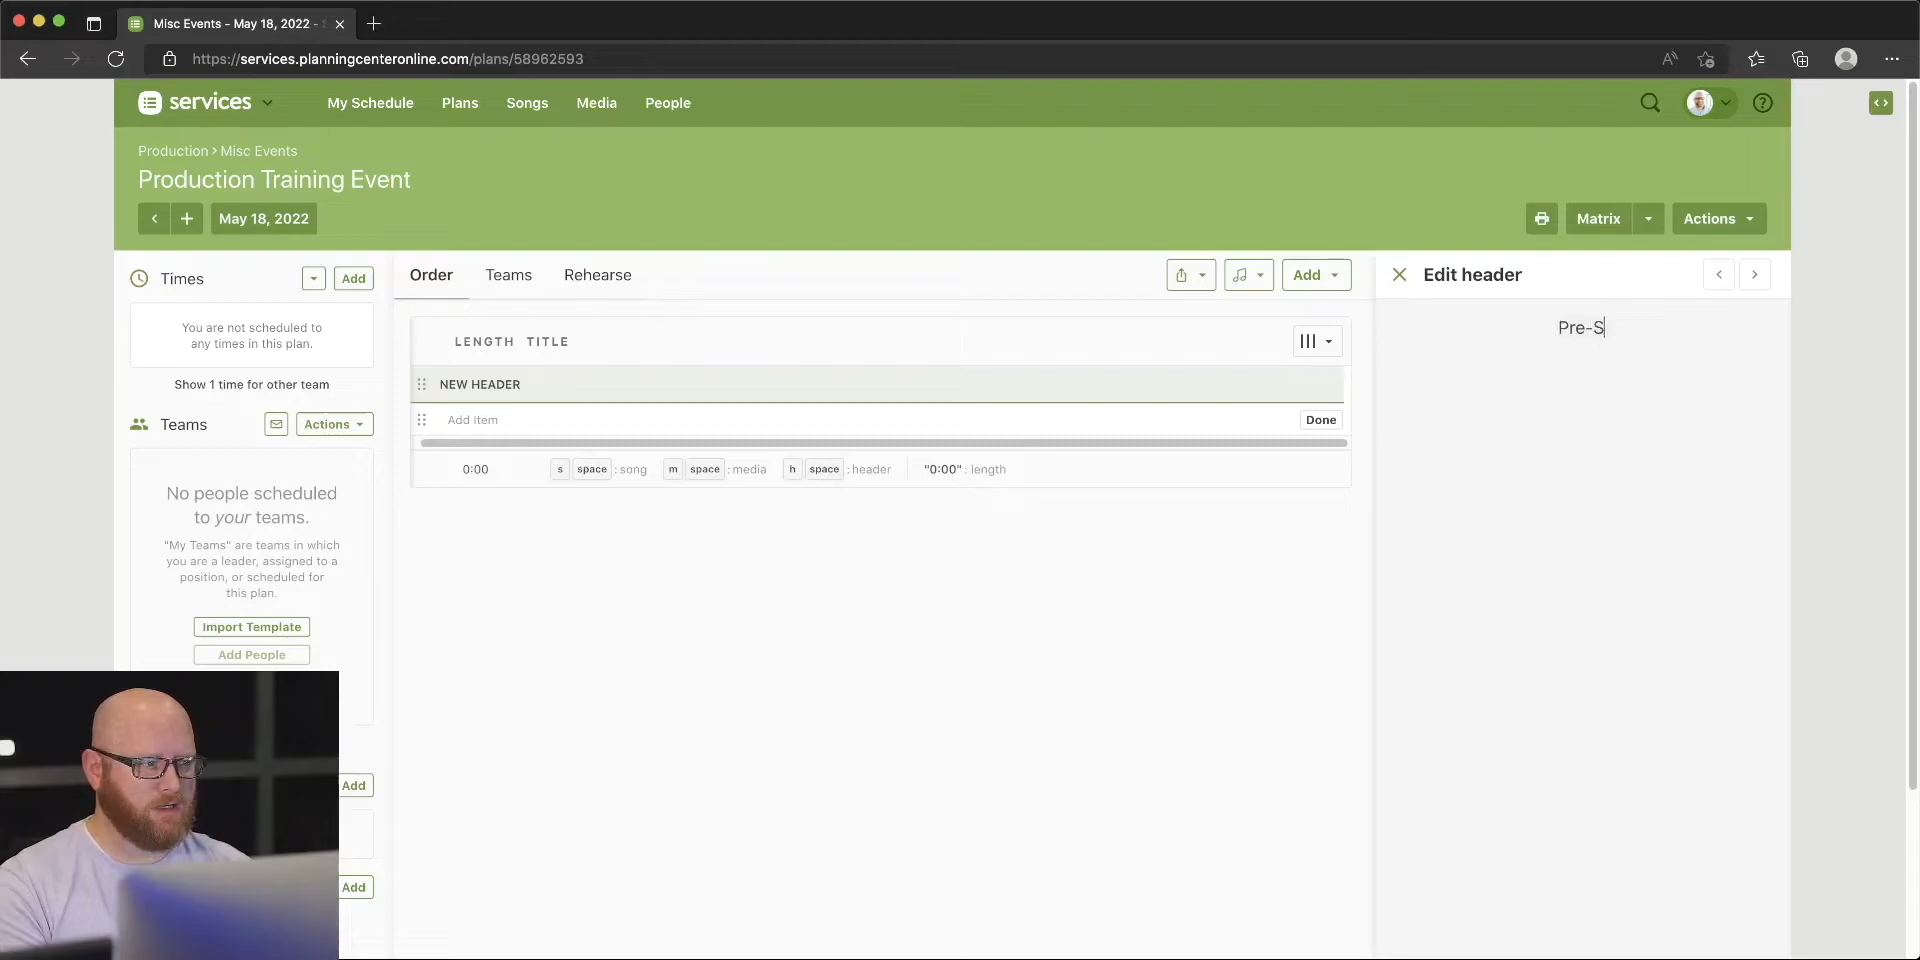 Misc Events - May 18, 2022 -
https://services.planningcenteronline.com/plans/58962593
services
My Schedule
Plans
Songs
Media
People
Production > Misc Events
Production Training Event
May 18, 2022
Matrix
Actions
Times
Add
You are not scheduled to
any times in this plan.
Show 1 time for other team
Teams
Actions
No people scheduled
to your teams.
"My Teams" are teams in which
you are a leader, assigned to a
position, or scheduled for
this plan.
Import Template
Add People
Add
Add
Order
Teams
Rehearse
Add
LENGTH TITLE
NEW HEADER
Add Item
Done
0:00
s space : song
m space : media
h space : header
"0:00" : length
Edit header
Pre-S